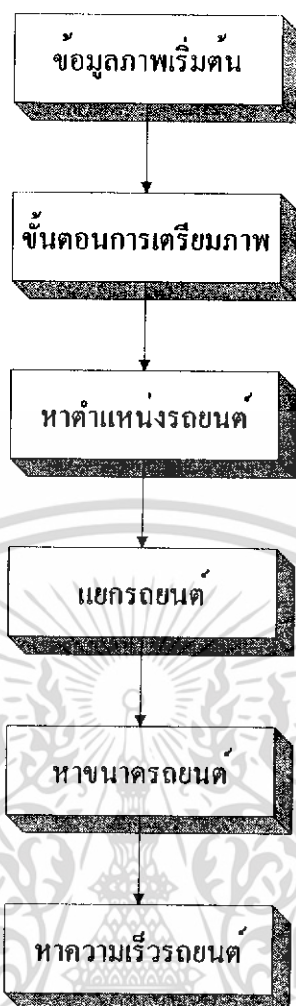 ข้อมูลภาพเริ่มต้น
ขั้นตอนการเตรียมภาพ
หาตำแหน่งรถยนต์
แยกรถยนต์
หาขนาดรถยนต์
หาความเร็วรถยนต์